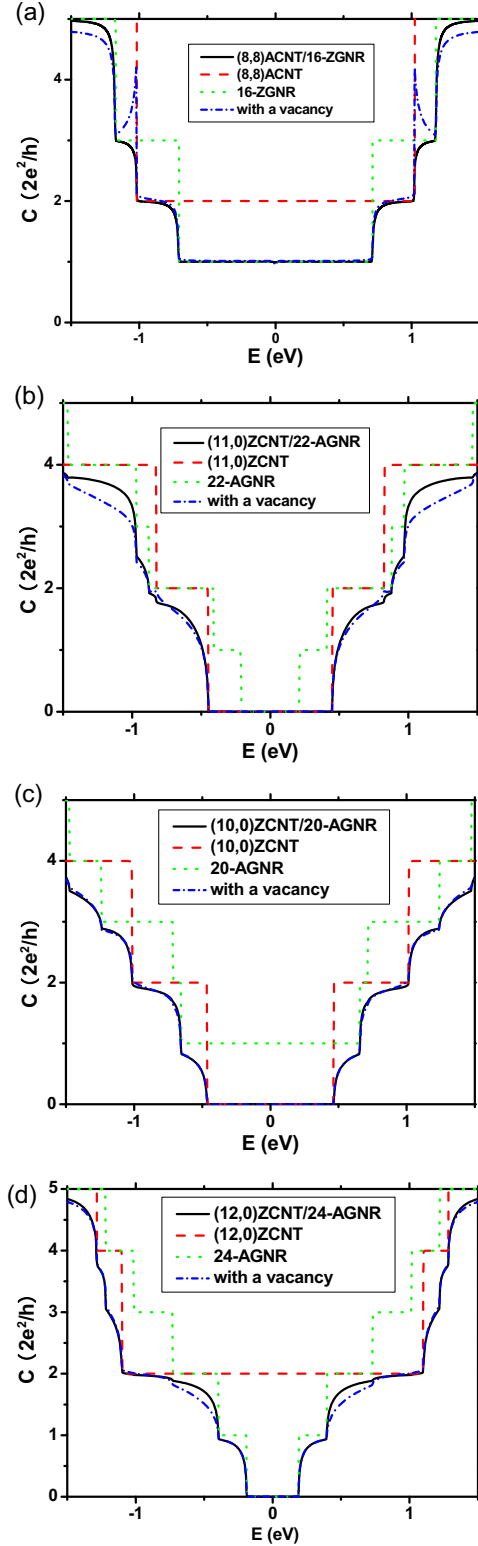 (a)
C (2e²/h)
4
2
0
(8,8)ACNT/16-ZGNR
(8,8)ACNT
16-ZGNR
with a vacancy
-1 0 1
E (eV)
(b)
C (2e²/h)
4
2
0
(11,0)ZCNT/22-AGNR
(11,0)ZCNT
22-AGNR
with a vacancy
-1 0 1
E (eV)
(c)
C (2e²/h)
4
2
0
(10,0)ZCNT/20-AGNR
(10,0)ZCNT
20-AGNR
with a vacancy
-1 0 1
E (eV)
(d)
C (2e²/h)
5
4
3
2
1
0
(12,0)ZCNT/24-AGNR
(12,0)ZCNT
24-AGNR
with a vacancy
-1 0 1
E (eV)